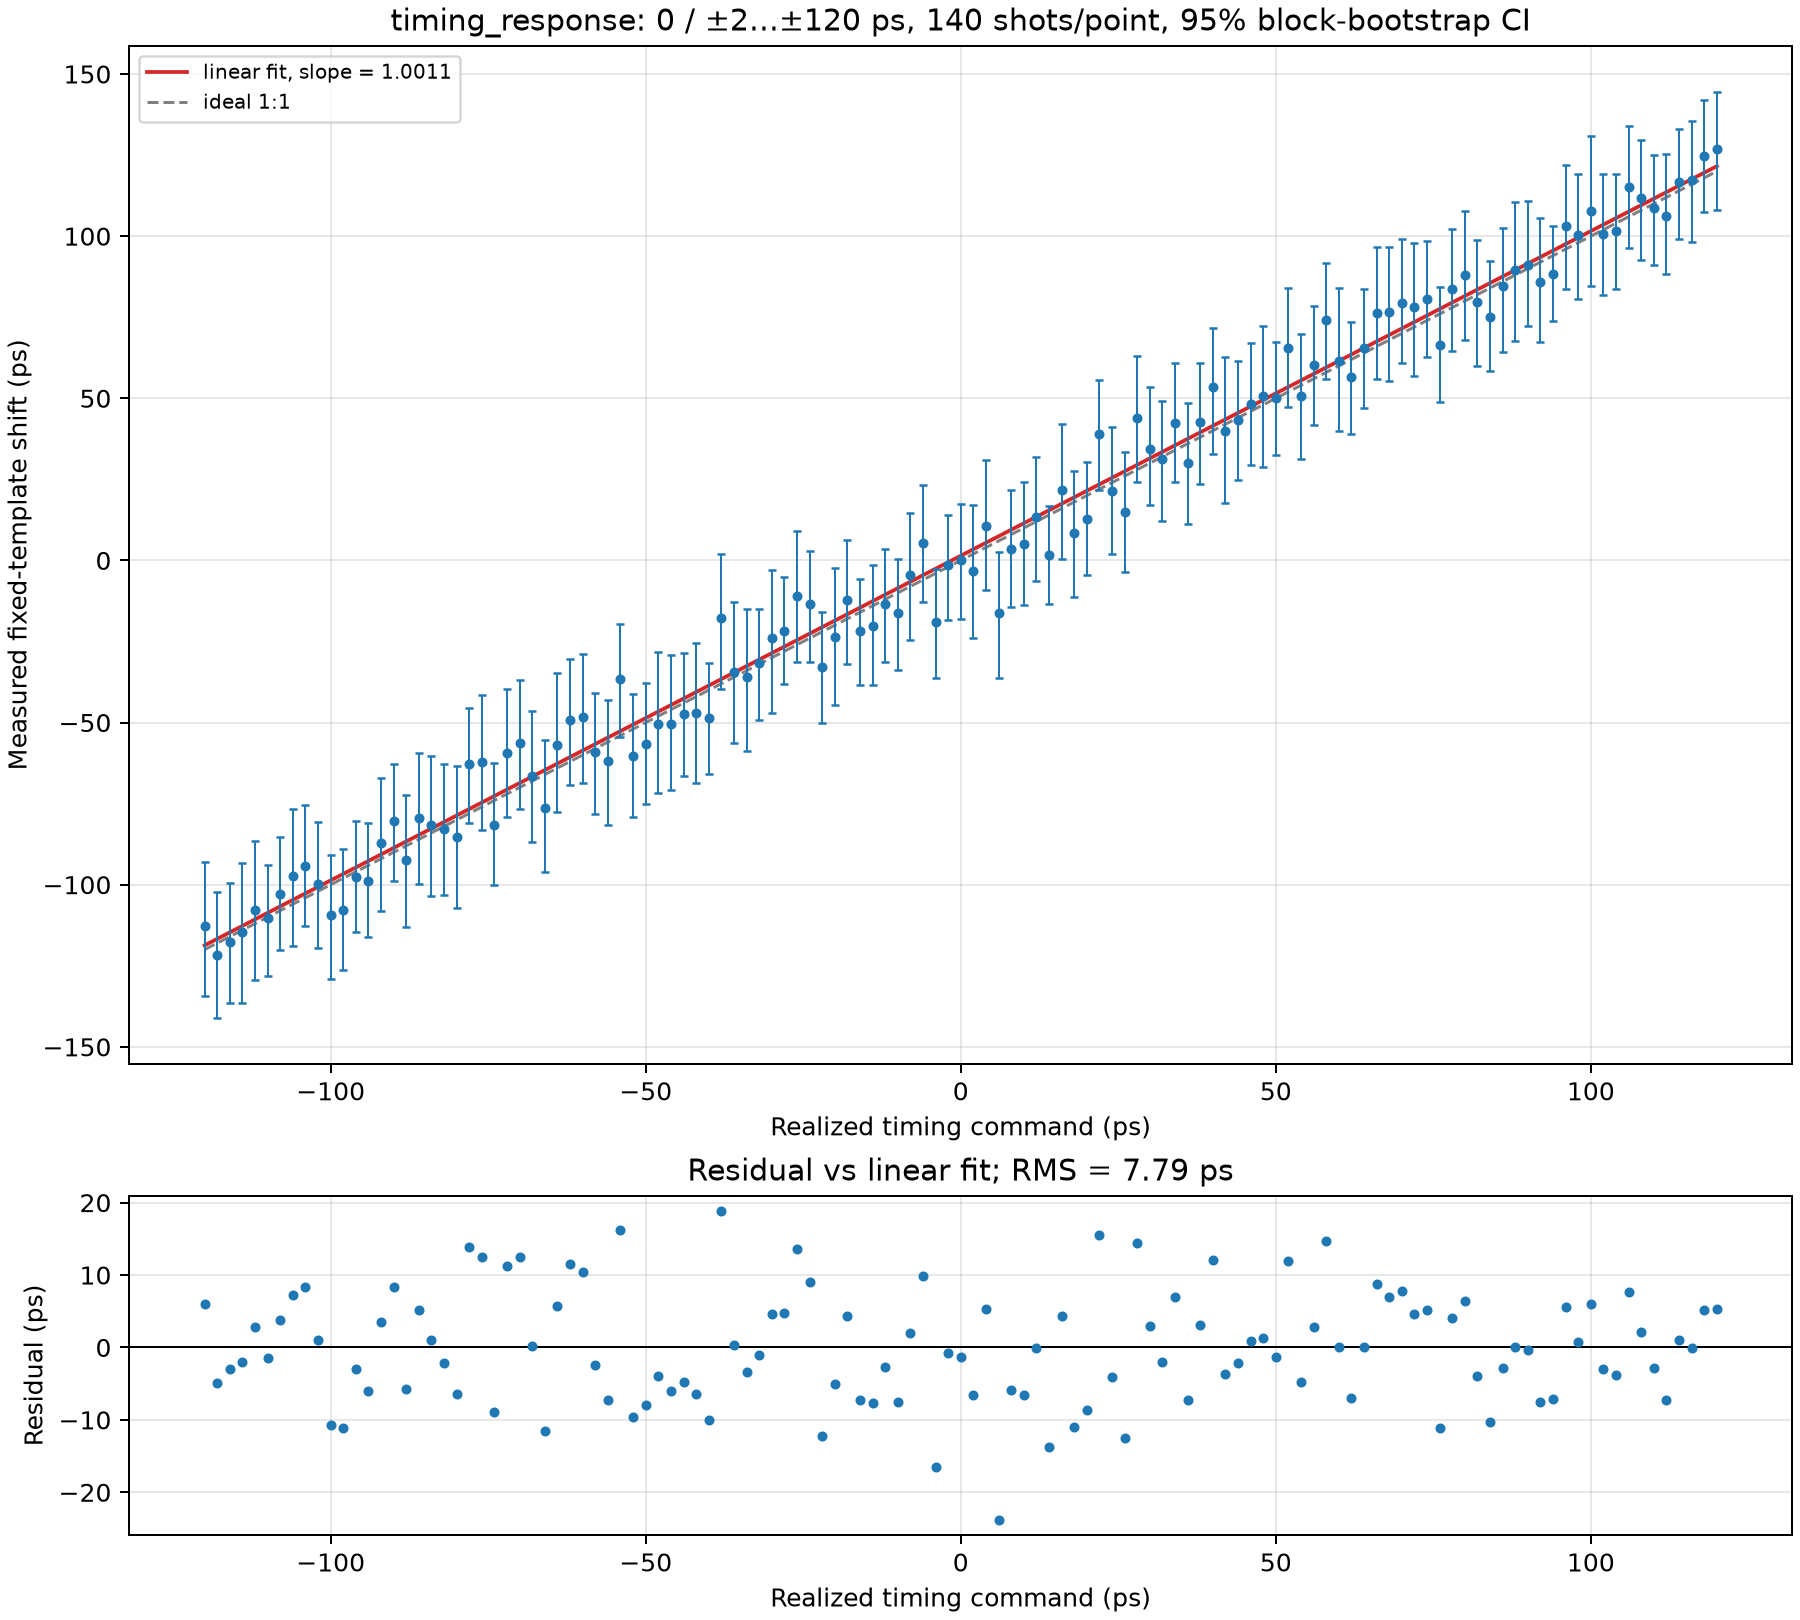 timing_response: 0 / ±2...±120 ps, 140 shots/point, 95% block-bootstrap CI
linear fit, slope = 1.0011
ideal 1:1
Measured fixed-template shift (ps)
150
100
50
0
−50
−100
−150
−100
−50
0
50
100
Realized timing command (ps)
Residual vs linear fit; RMS = 7.79 ps
Residual (ps)
20
10
0
−10
−20
−100
−50
0
50
100
Realized timing command (ps)